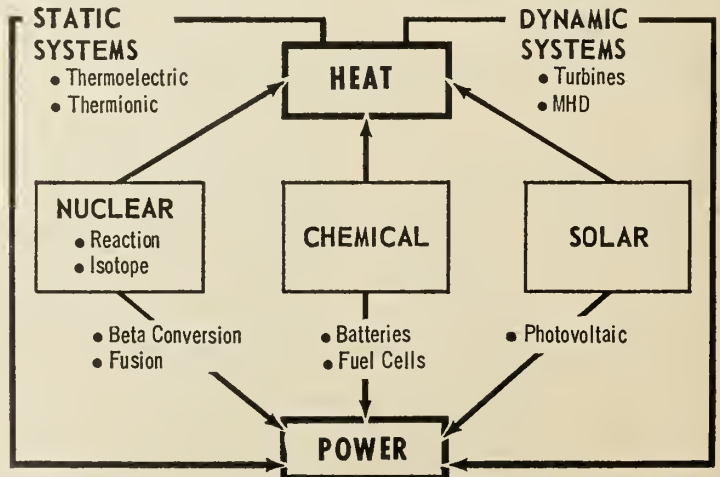 STATIC
SYSTEMS
• Thermoelectric
• Thermionic
HEAT
DYNAMIC
SYSTEMS
• Turbines
• MHD
NUCLEAR
• Reaction
• Isotope
CHEMICAL
SOLAR
• Beta Conversion
• Fusion
• Batteries
• Fuel Cells
• Photovoltaic
POWER